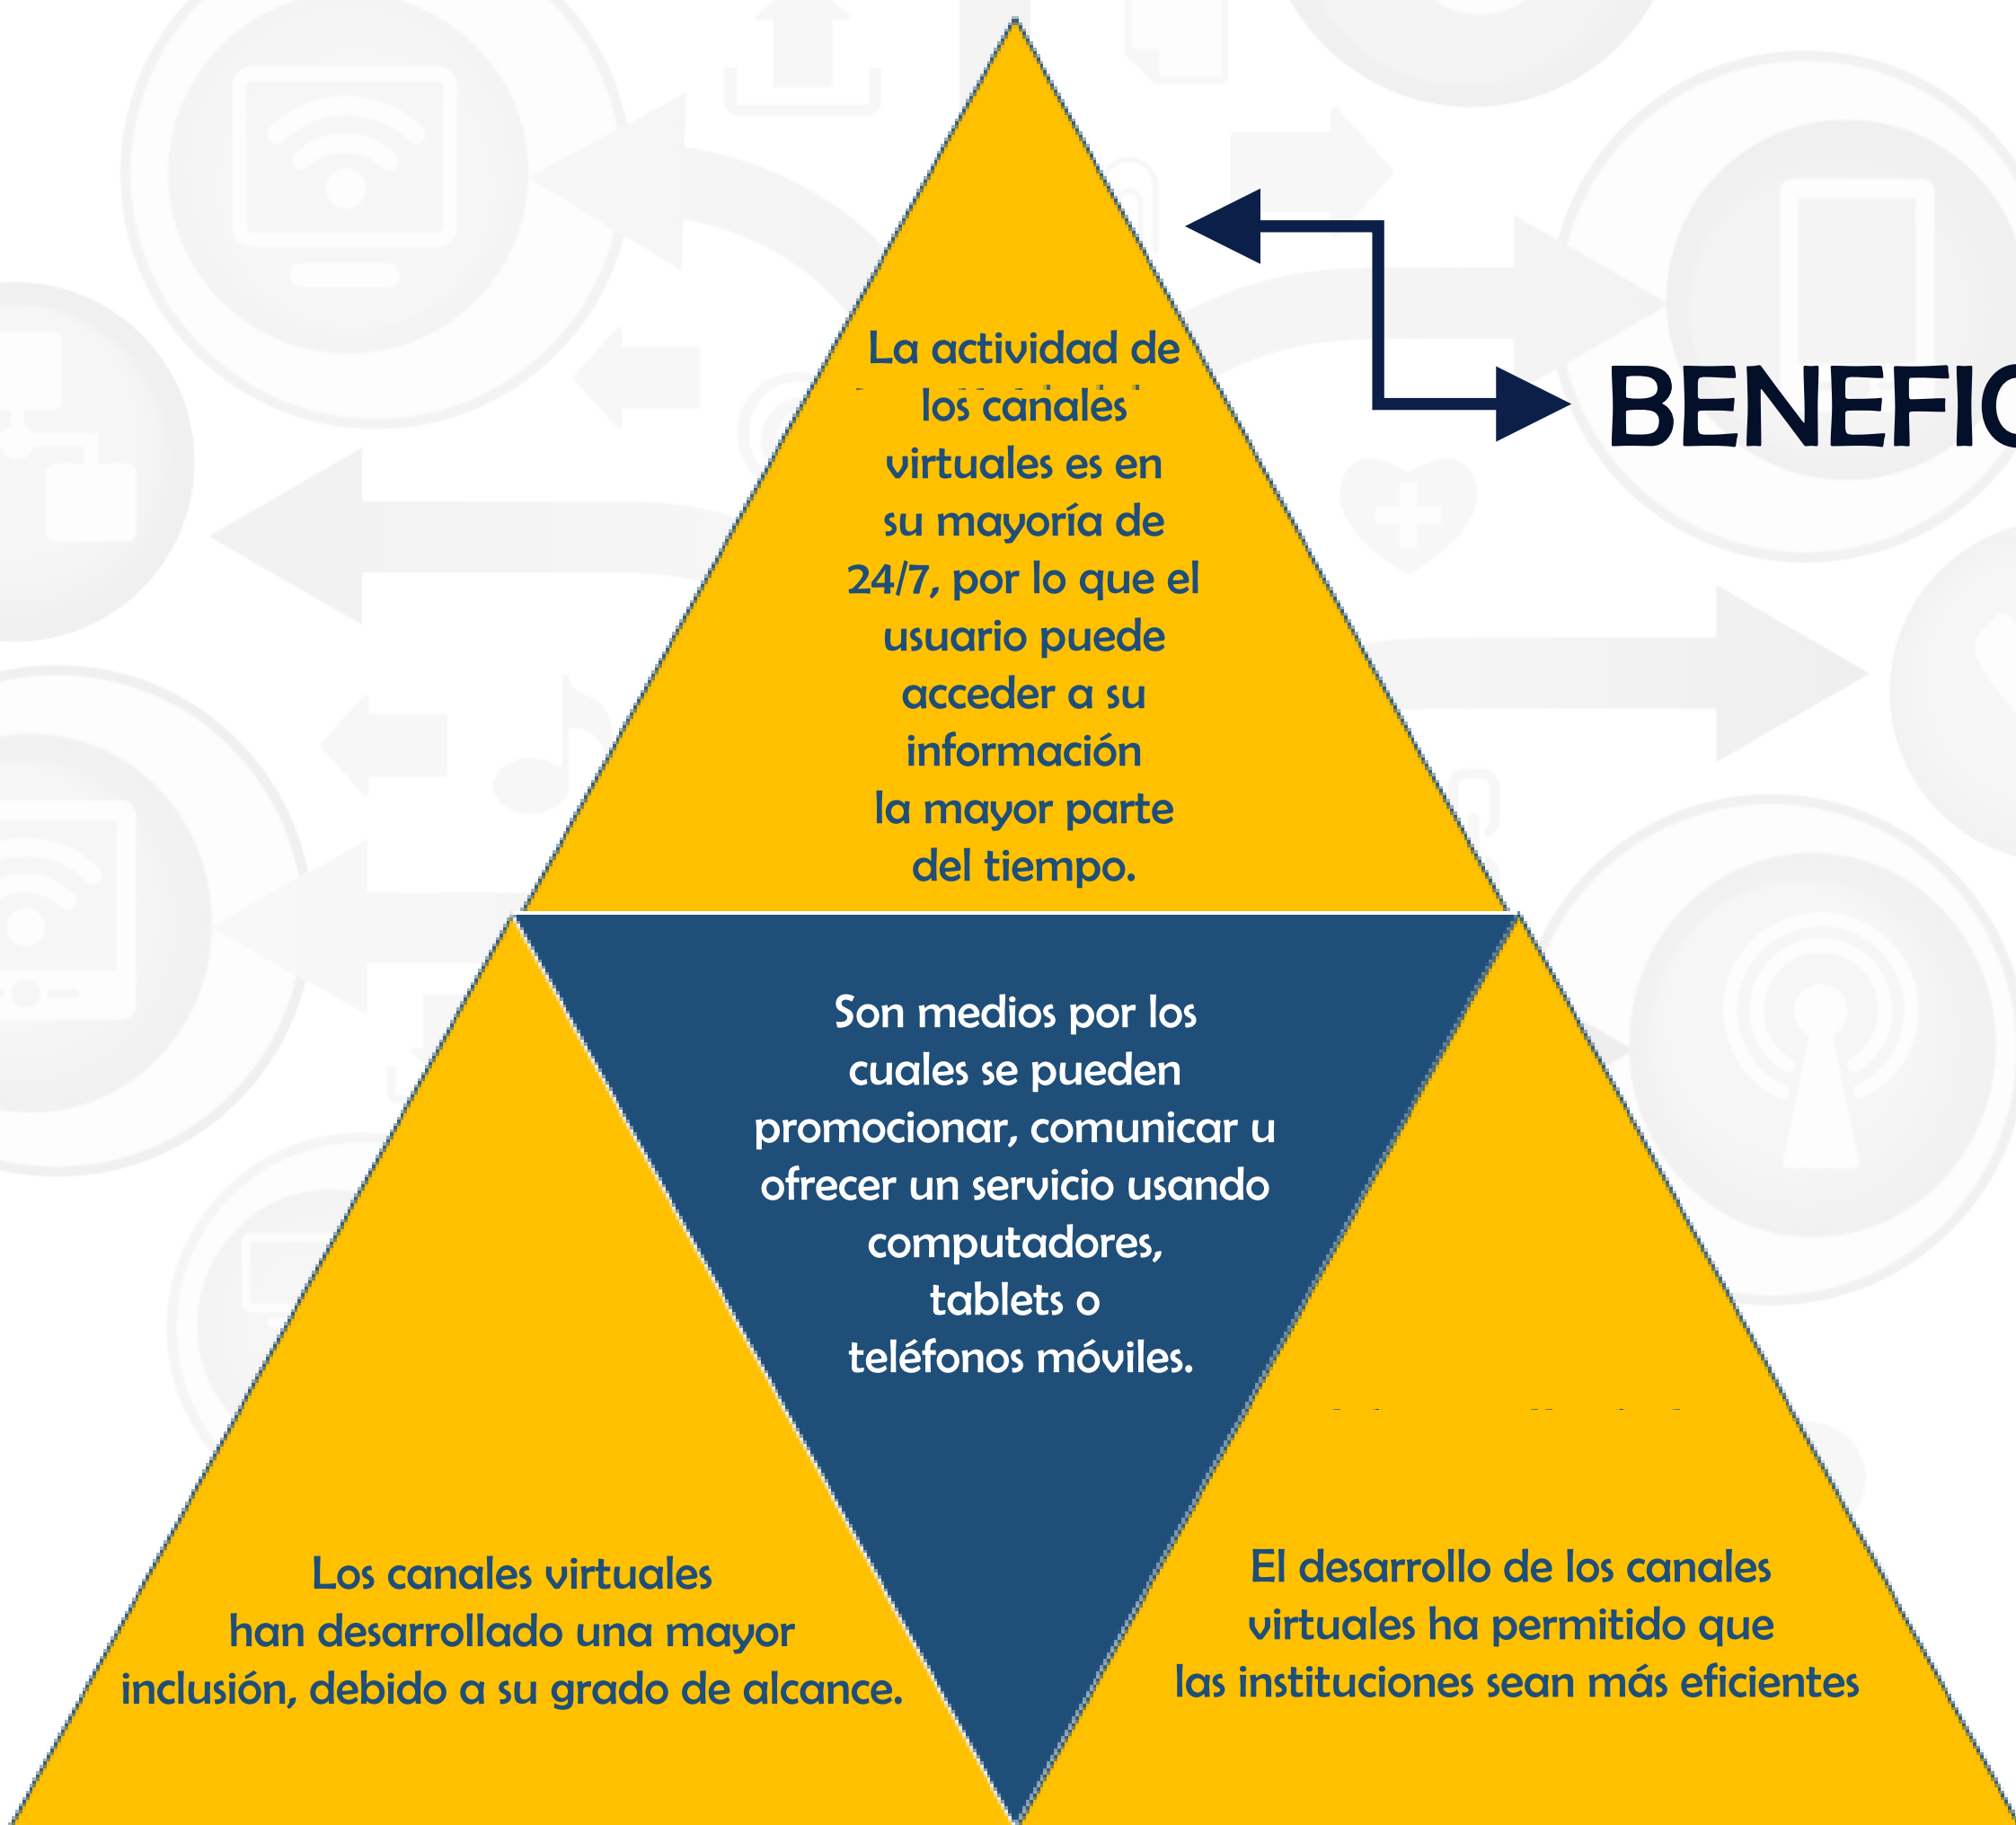 La actividad de
los canales
virtuales es en
su mayoría de
24/7, por lo que el
usuario puede
acceder a su
información
la mayor parte
del tiempo.
BENEFIC
Son medios por los
cuales se pueden
promocionar, comunicar u
ofrecer un servicio usando
computadores,
tablets o
teléfonos móviles.
Los canales virtuales
han desarrollado una mayor
inclusión, debido a su grado de alcance.
El desarrollo de los canales
virtuales ha permitido que
las instituciones sean más eficientes